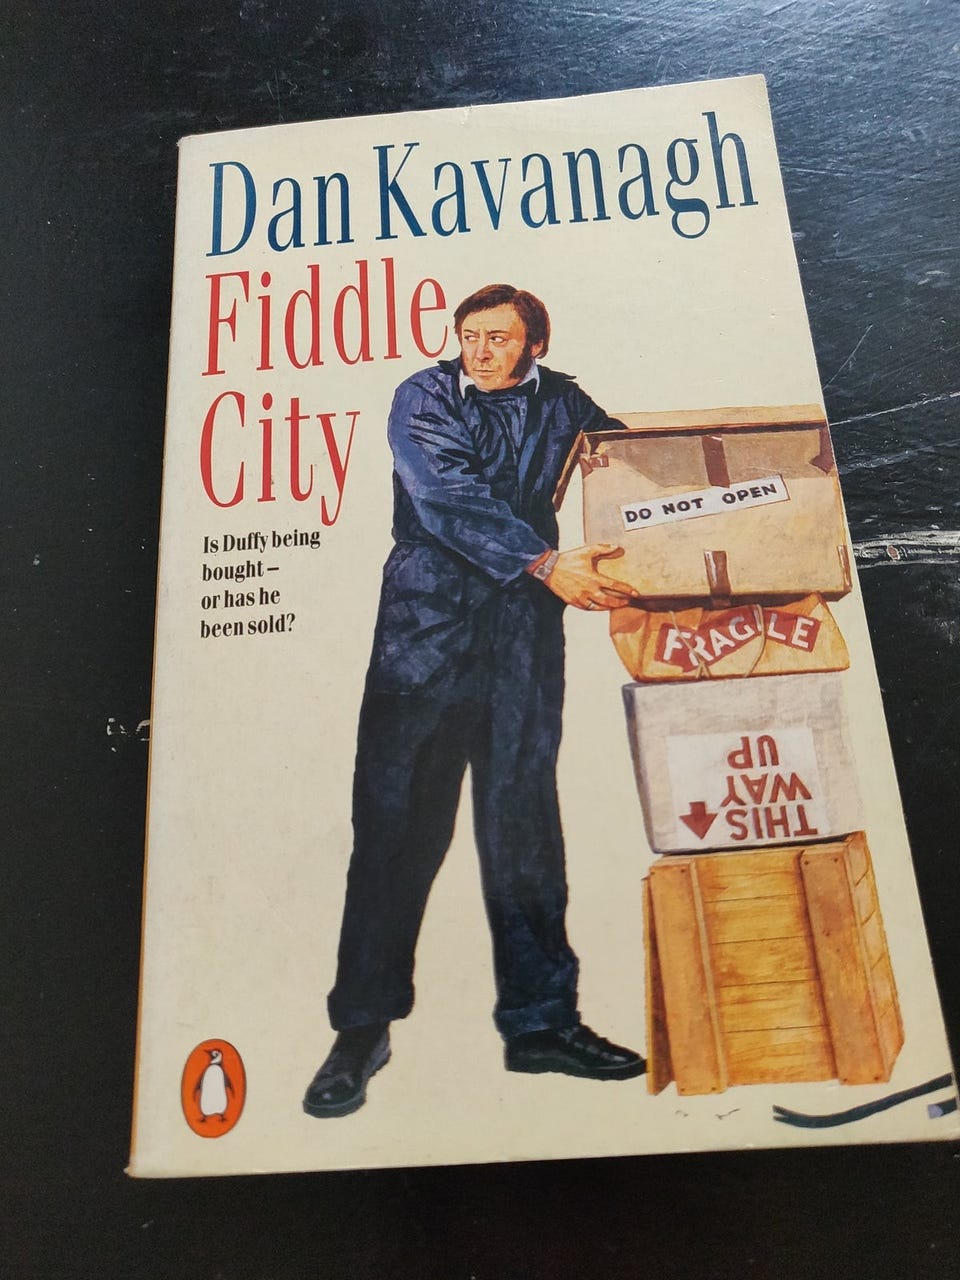 Dan Kavanagh
Fiddle
City
Is Duffy being
bought –
or has he
been sold?
DO NOT OPEN
FRAGILE
THIS
WAY
UP